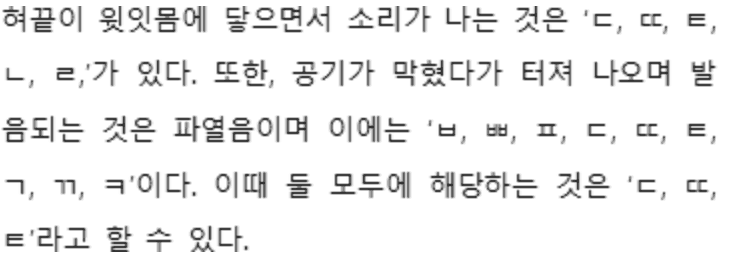 혀끝이 윗잇몸에 닿으면서 소리가 나는 것은 ‘ㄷ, ㄸ, ㅌ,
ㄴ, ㄹ,’가 있다. 또한, 공기가 막혔다가 터져 나오며 발
음되는 것은 파열음이며 이에는 ‘ㅂ, ㅃ, ㅍ, ㄷ, ㄸ, ㅌ,
ㄱ, ㄲ, ㅋ’이다. 이때 둘 모두에 해당하는 것은 ‘ㄷ, ㄸ,
ㅌ’라고 할 수 있다.